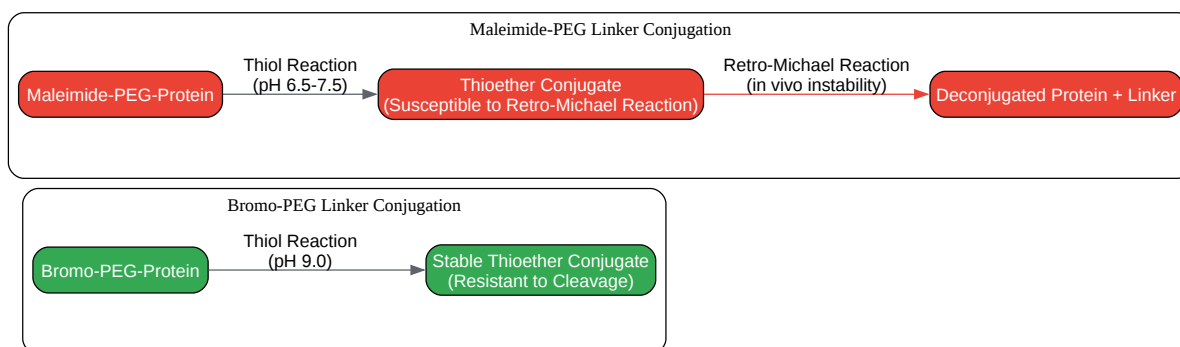 Maleimide-PEG Linker Conjugation
Maleimide-PEG-Protein
Thiol Reaction
(pH 6.5-7.5)
Thioether Conjugate
(Susceptible to Retro-Michael Reaction)
Retro-Michael Reaction
(in vivo instability)
Deconjugated Protein + Linker
Bromo-PEG Linker Conjugation
Bromo-PEG-Protein
Thiol Reaction
(pH 9.0)
Stable Thioether Conjugate
(Resistant to Cleavage)